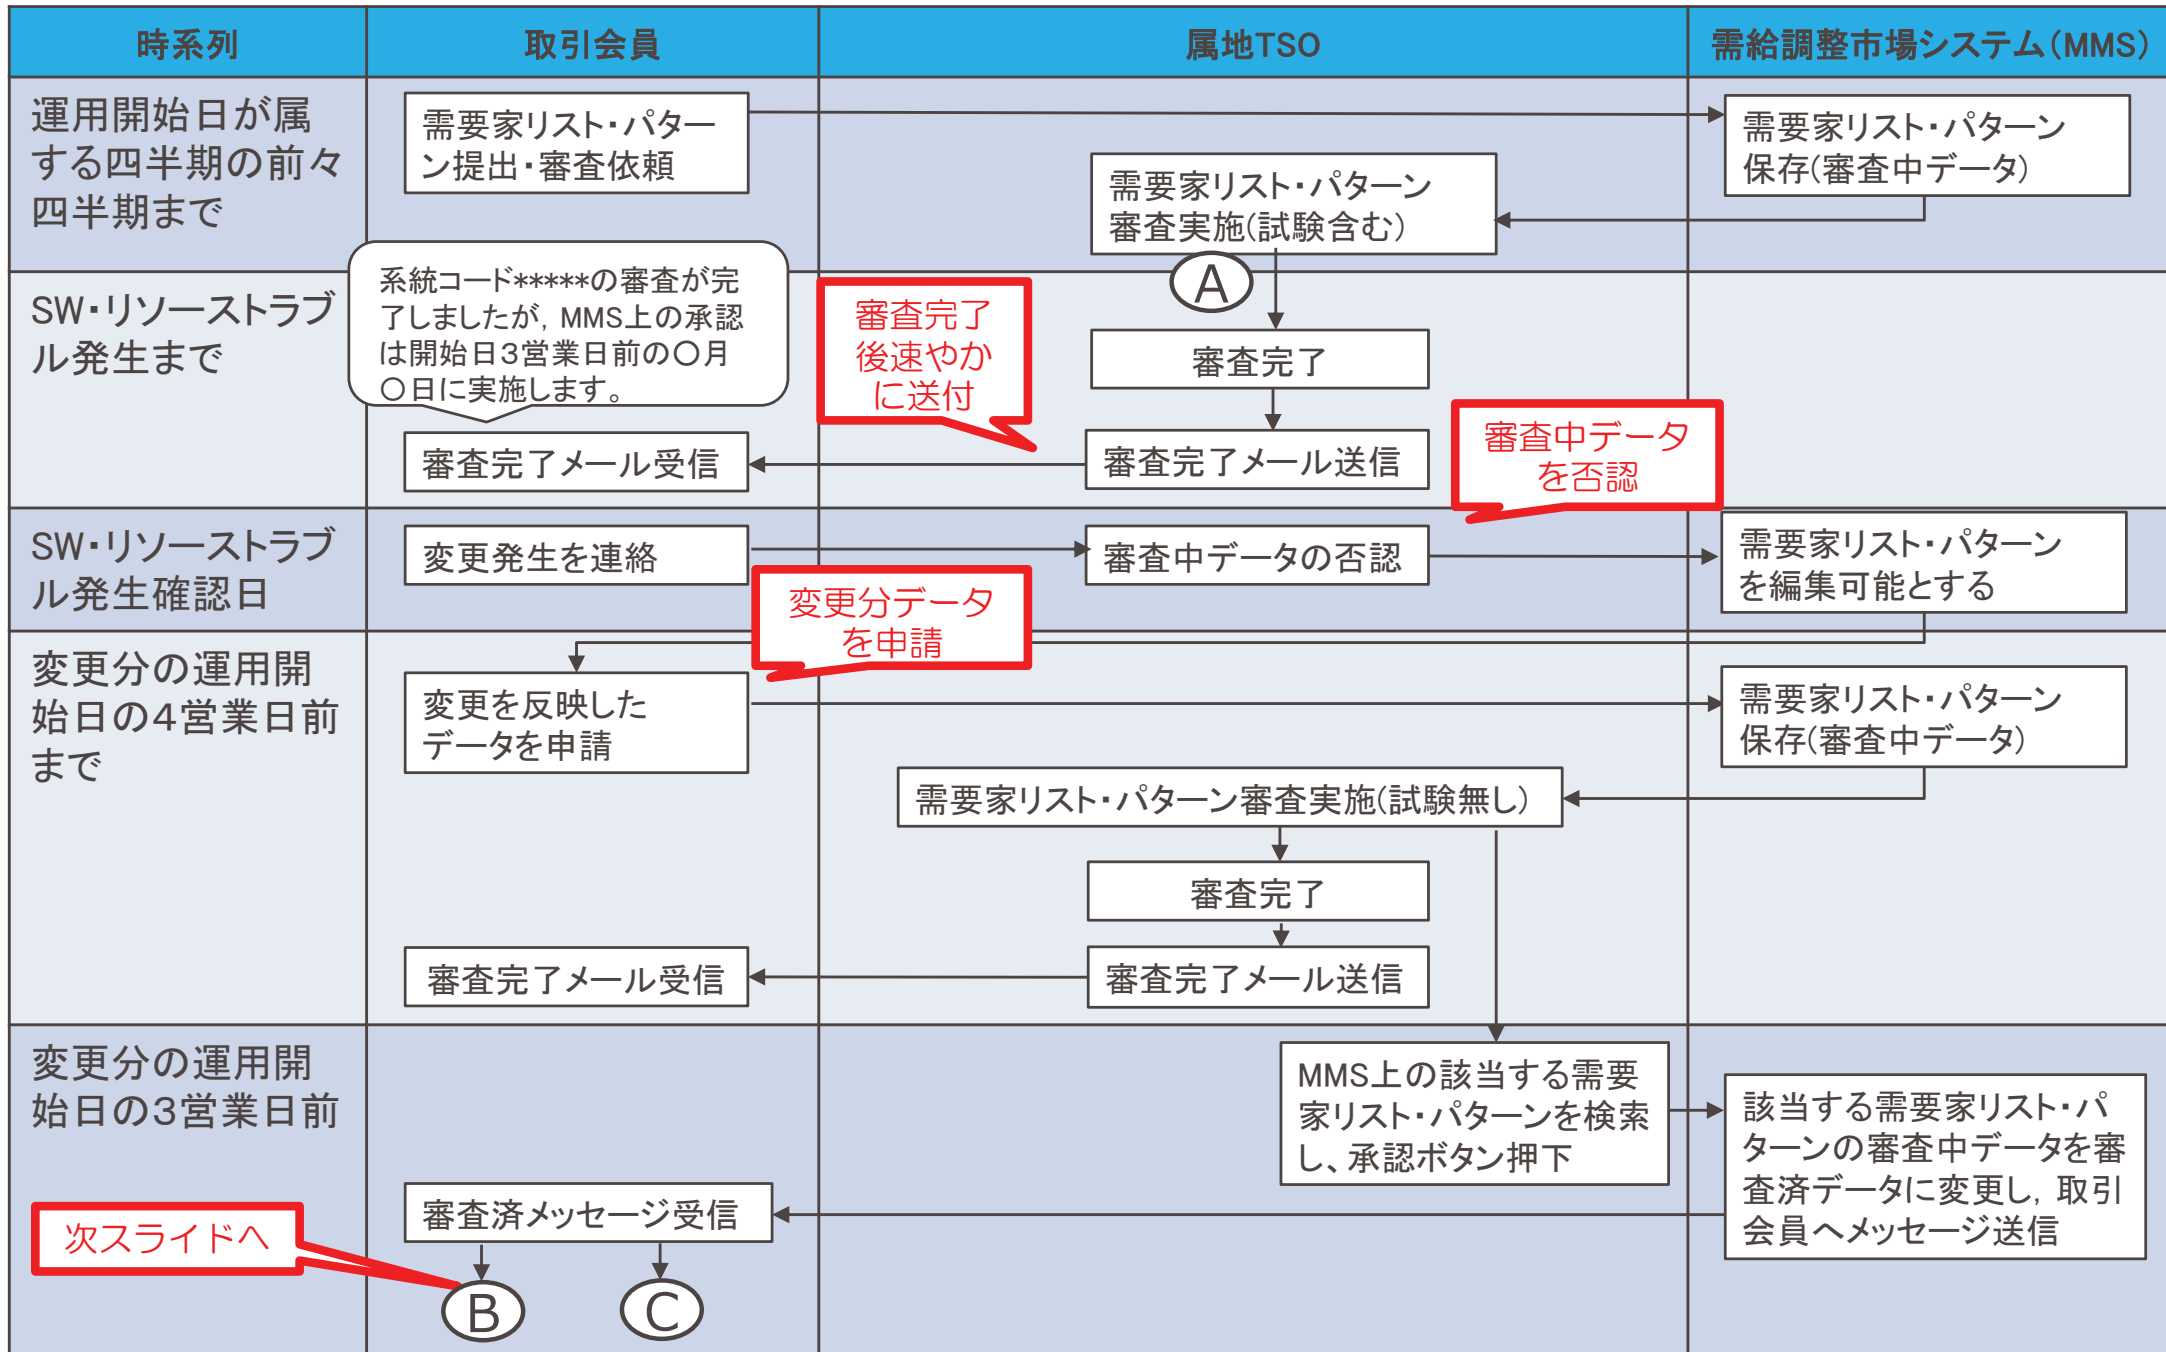 時系列
取引会員
属地TSO
需給調整市場システム(MMS)
運用開始日が属
する四半期の前々
四半期まで
需要家リスト・パター
ン提出・審査依頼
需要家リスト・パターン
保存(審査中データ)
需要家リスト・パターン
審査実施(試験含む)
A
SW・リソーストラブ
ル発生まで
系統コード*****の審査が完
了しましたが, MMS上の承認
は開始日3営業日前の〇月
〇日に実施します。
審査完了
後速やか
に送付
審査完了
審査完了メール受信
審査完了メール送信
審査中データ
を否認
SW・リソーストラブ
ル発生確認日
変更発生を連絡
審査中データの否認
需要家リスト・パターン
を編集可能とする
変更分データ
を申請
変更分の運用開
始日の4営業日前
まで
変更を反映した
データを申請
需要家リスト・パターン
保存(審査中データ)
需要家リスト・パターン審査実施(試験無し)
審査完了
審査完了メール受信
審査完了メール送信
変更分の運用開
始日の3営業日前
MMS上の該当する需要
家リスト・パターンを検索
し、承認ボタン押下
該当する需要家リスト・パ
ターンの審査中データを審
査済データに変更し, 取引
会員へメッセージ送信
審査済メッセージ受信
次スライドへ
B
C